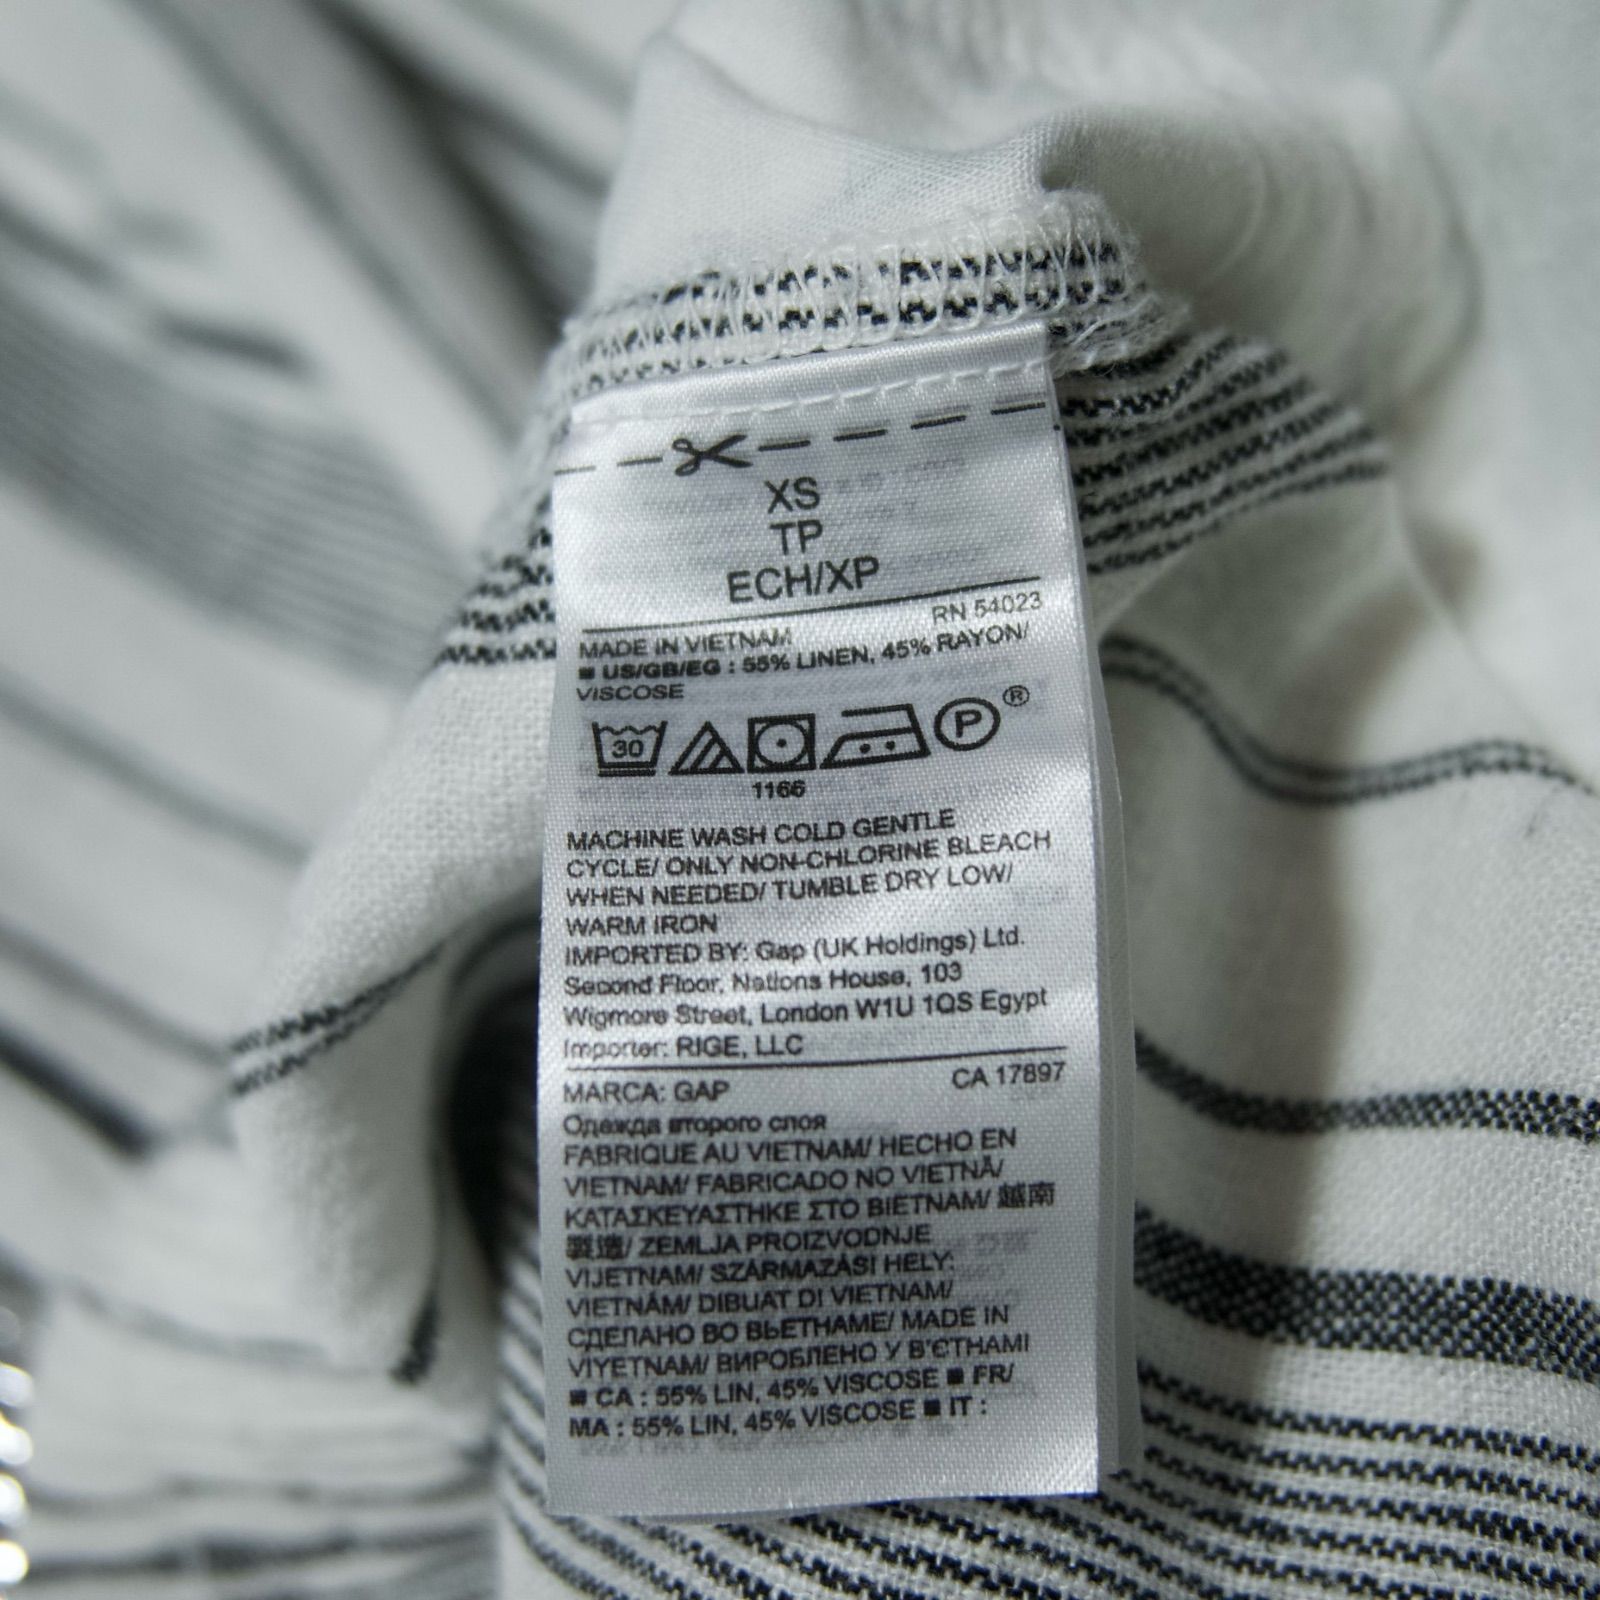 XS
TP
ECH/XP
RN 54023
MADE IN VIETNAM
■ US/GB/EG : 55% LINEN, 45% RAYON/
VISCOSE
30
P ®
1166
MACHINE WASH COLD GENTLE
CYCLE/ ONLY NON-CHLORINE BLEACH
WHEN NEEDED/ TUMBLE DRY LOW/
WARM IRON
IMPORTED BY: Gap (UK Holdings) Ltd.
Second Floor, Nations House, 103
Wigmore Street, London W1U 1QS Egypt
Importer: RIGE, LLC
MARCA: GAP CA 17897
Одежда второго слоя
FABRIQUE AU VIETNAM/ HECHO EN
VIETNAM/ FABRICADO NO VIETNÃ/
ΚΑΤΑΣΚΕΥΑΣΤΗΚΕ ΣΤΟ ΒΙΕΤΝΑΜ/ 越南
製造/ ZEMLJA PROIZVODNJE
VIJETNAM/ SZÁRMAZÁSI HELY:
VIETNÁM/ DIBUAT DI VIETNAM/
СДЕЛАНО ВО ВЬЕТНАМЕ/ MADE IN
VIYETNAM/ ВИРОБЛЕНО У В'ЄТНАМІ
■ CA : 55% LIN, 45% VISCOSE ■ FR/
MA : 55% LIN, 45% VISCOSE ■ IT :